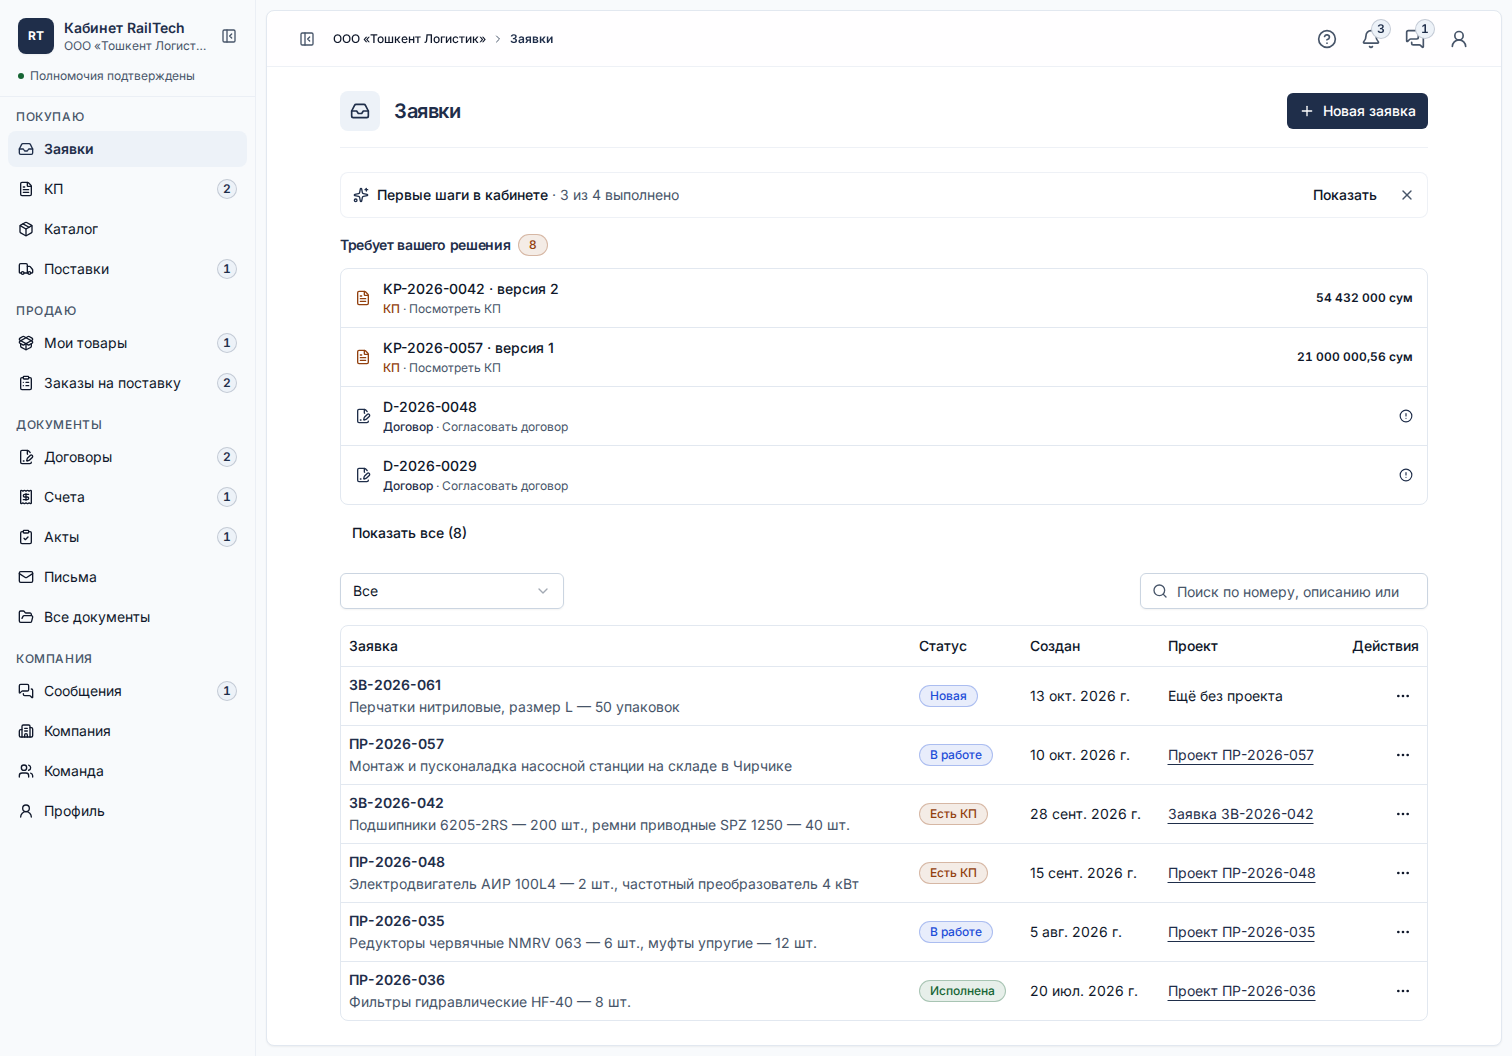 RT
Кабинет RailTech
ООО «Тошкент Логист...
Полномочия подтверждены
ПОКУПАЮ
Заявки
КП 2
Каталог
Поставки 1
ПРОДАЮ
Мои товары 1
Заказы на поставку 2
ДОКУМЕНТЫ
Договоры 2
Счета 1
Акты 1
Письма
Все документы
КОМПАНИЯ
Сообщения 1
Компания
Команда
Профиль
ООО «Тошкент Логистик» > Заявки
3 1
Заявки
+ Новая заявка
Первые шаги в кабинете · 3 из 4 выполнено
Показать
Требует вашего решения 8
KP-2026-0042 · версия 2
КП · Посмотреть КП
54 432 000 сум
KP-2026-0057 · версия 1
КП · Посмотреть КП
21 000 000,56 сум
D-2026-0048
Договор · Согласовать договор
D-2026-0029
Договор · Согласовать договор
Показать все (8)
Все
Поиск по номеру, описанию или
Заявка Статус Создан Проект Действия
ЗВ-2026-061
Перчатки нитриловые, размер L — 50 упаковок
Новая 13 окт. 2026 г. Ещё без проекта
ПР-2026-057
Монтаж и пусконаладка насосной станции на складе в Чирчике
В работе 10 окт. 2026 г. Проект ПР-2026-057
ЗВ-2026-042
Подшипники 6205-2RS — 200 шт., ремни приводные SPZ 1250 — 40 шт.
Есть КП 28 сент. 2026 г. Заявка ЗВ-2026-042
ПР-2026-048
Электродвигатель АИР 100L4 — 2 шт., частотный преобразователь 4 кВт
Есть КП 15 сент. 2026 г. Проект ПР-2026-048
ПР-2026-035
Редукторы червячные NMRV 063 — 6 шт., муфты упругие — 12 шт.
В работе 5 авг. 2026 г. Проект ПР-2026-035
ПР-2026-036
Фильтры гидравлические HF-40 — 8 шт.
Исполнена 20 июл. 2026 г. Проект ПР-2026-036